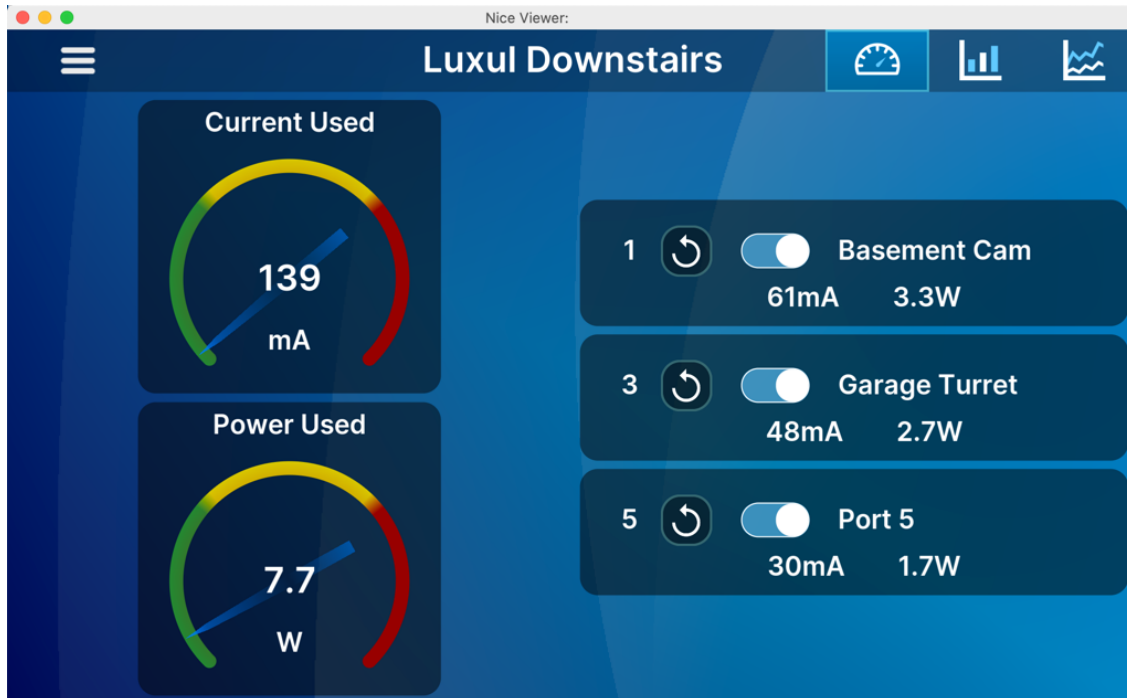 Nice Viewer:
Luxul Downstairs
Current Used
139
mA
Power Used
7.7
W
1 Basement Cam
61mA 3.3W
3 Garage Turret
48mA 2.7W
5 Port 5
30mA 1.7W